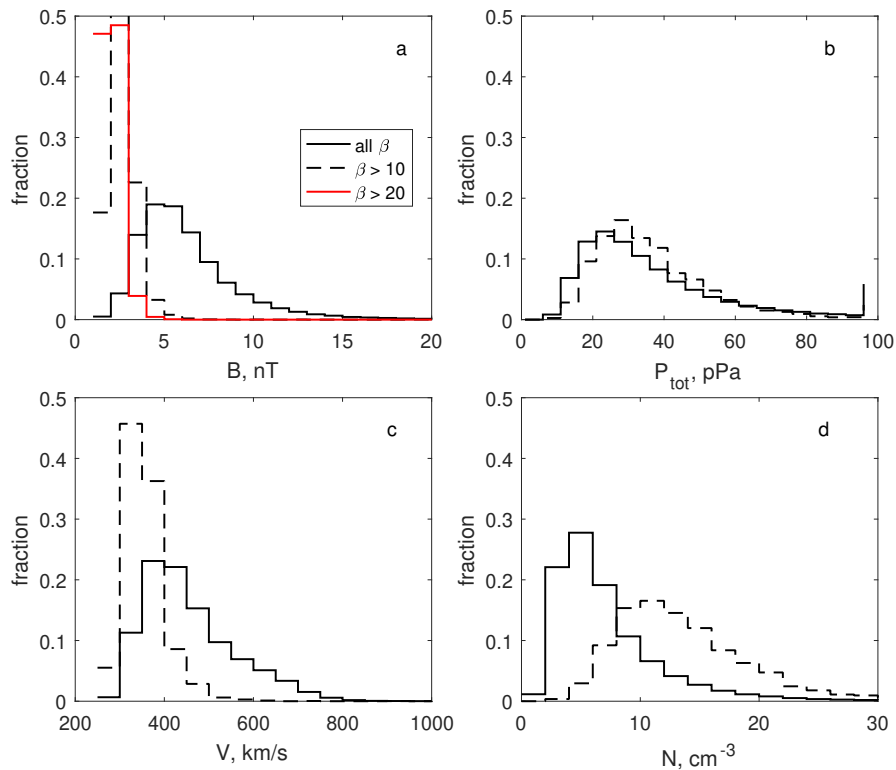 0.5
0.4
0.3
0.2
0.1
0
fraction
a
all β
β > 10
β > 20
0 5 10 15 20
B, nT
0.5
0.4
0.3
0.2
0.1
0
fraction
b
0 20 40 60 80 100
P_tot, pPa
0.5
0.4
0.3
0.2
0.1
0
fraction
c
200 400 600 800 1000
V, km/s
0.5
0.4
0.3
0.2
0.1
0
fraction
d
0 10 20 30
N, cm⁻³